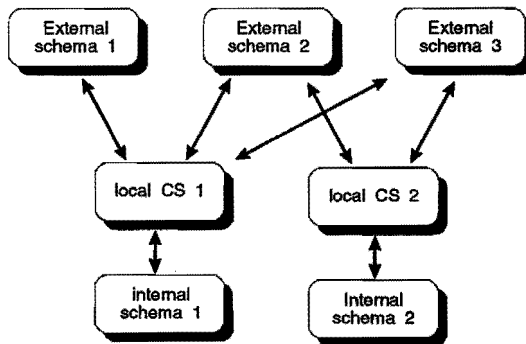 External
schema 1
External
schema 2
External
schema 3
local CS 1
local CS 2
internal
schema 1
Internal
schema 2